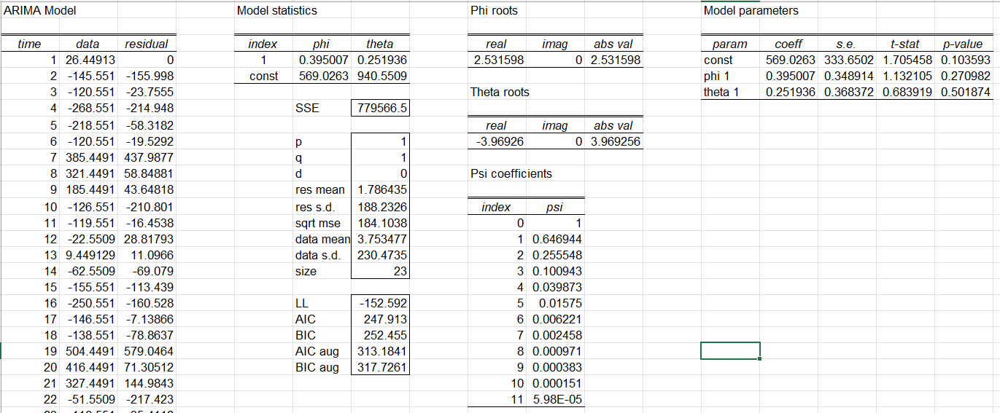 ARIMA Model Model statistics Phi roots Model parameters
time data residual index phi theta real imag abs val param coeff s.e. t-stat p-value
1 26.44913 0 1 0.395007 0.251936 2.531598 0 2.531598 const 569.0263 333.6502 1.705458 0.103593
2 -145.551 -155.998 const 569.0263 940.5509 phi 1 0.395007 0.348914 1.132105 0.270982
3 -120.551 -23.7555 Theta roots theta 1 0.251936 0.368372 0.683919 0.501874
4 -268.551 -214.948 SSE 779566.5
5 -218.551 -58.3182 real imag abs val
6 -120.551 -19.5292 p 1 -3.96926 0 3.969256
7 385.4491 437.9877 q 1
8 321.4491 58.84881 d 0 Psi coefficients
9 185.4491 43.64818 res mean 1.786435
10 -126.551 -210.801 res s.d. 188.2326 index psi
11 -119.551 -16.4538 sqrt mse 184.1038 0 1
12 -22.5509 28.81793 data mean 3.753477 1 0.646944
13 9.449129 11.0966 data s.d. 230.4735 2 0.255548
14 -62.5509 -69.079 size 23 3 0.100943
15 -155.551 -113.439 4 0.039873
16 -250.551 -160.528 LL -152.592 5 0.01575
17 -146.551 -7.13866 AIC 247.913 6 0.006221
18 -138.551 -78.8637 BIC 252.455 7 0.002458
19 504.4491 579.0464 AIC aug 313.1841 8 0.000971
20 416.4491 71.30512 BIC aug 317.7261 9 0.000383
21 327.4491 144.9843 10 0.000151
22 -51.5509 -217.423 11 5.98E-05